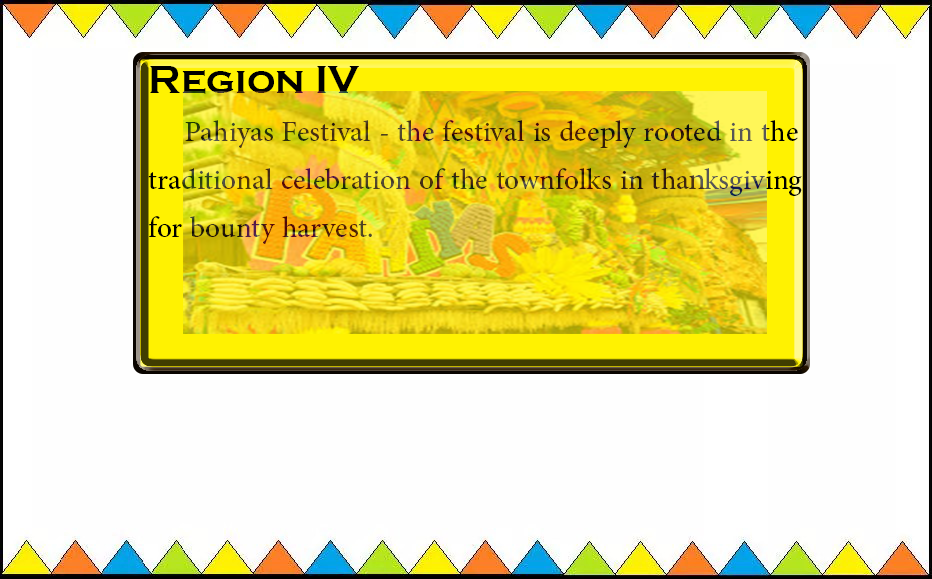 REGION IV
Pahiyas Festival - the festival is deeply rooted in the
traditional celebration of the townfolks in thanksgiving
for bounty harvest.
PAHIYAS